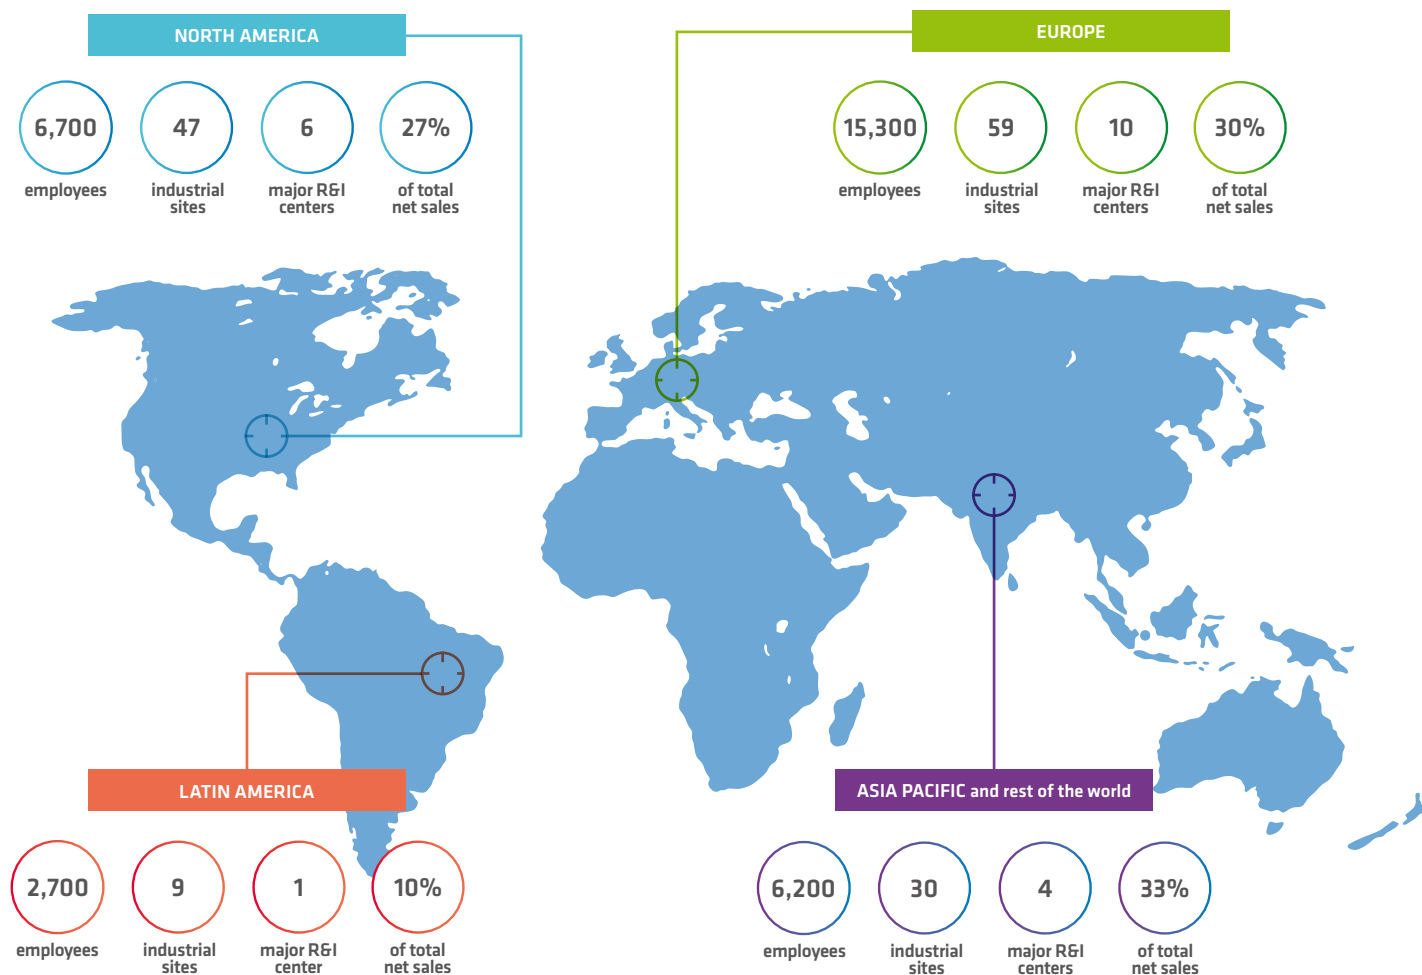 NORTH AMERICA
6,700
47
6
27%
employees
industrial
sites
major R&I
centers
of total
net sales
EUROPE
15,300
59
10
30%
employees
industrial
sites
major R&I
centers
of total
net sales
LATIN AMERICA
2,700
9
1
10%
employees
industrial
sites
major R&I
center
of total
net sales
ASIA PACIFIC and rest of the world
6,200
30
4
33%
employees
industrial
sites
major R&I
centers
of total
net sales